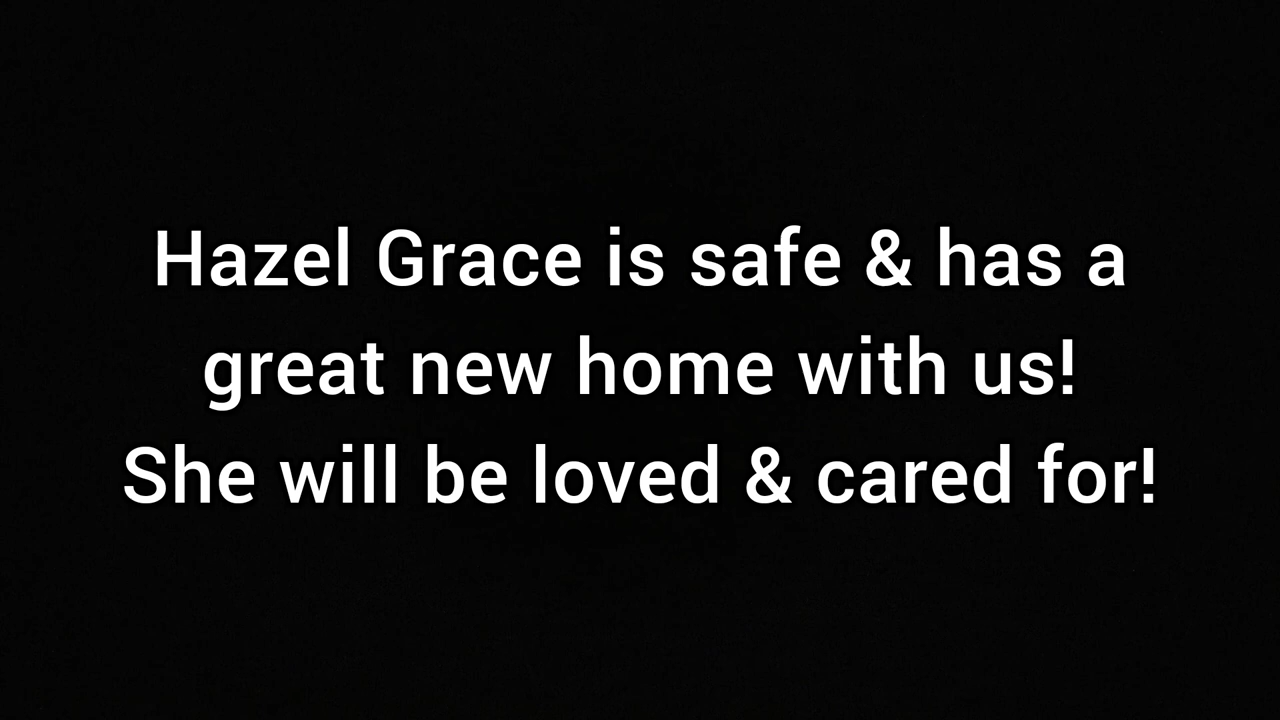 Hazel Grace is safe & has a
great new home with us!
She will be loved & cared for!